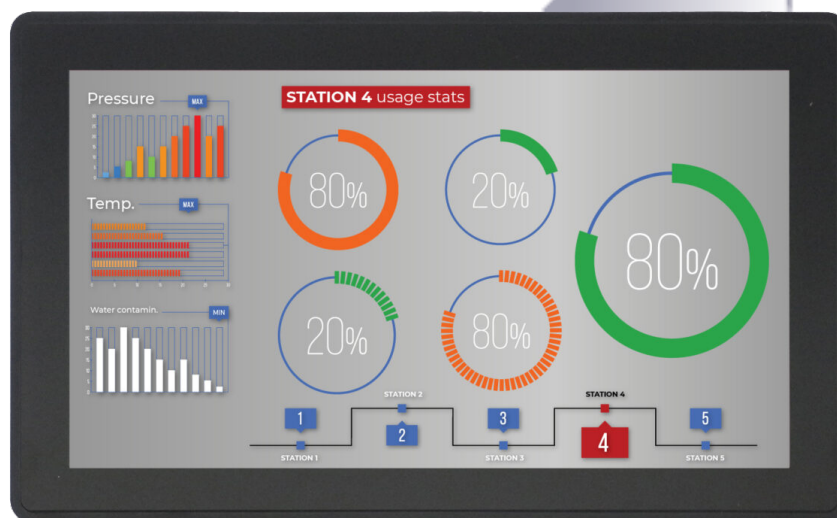 Pressure
MAX
Temp.
MAX
Water contamin.
MIN
STATION 4 usage stats
80%
20%
80%
20%
80%
STATION 2
STATION 4
1
2
3
4
5
STATION 1
STATION 3
STATION 5